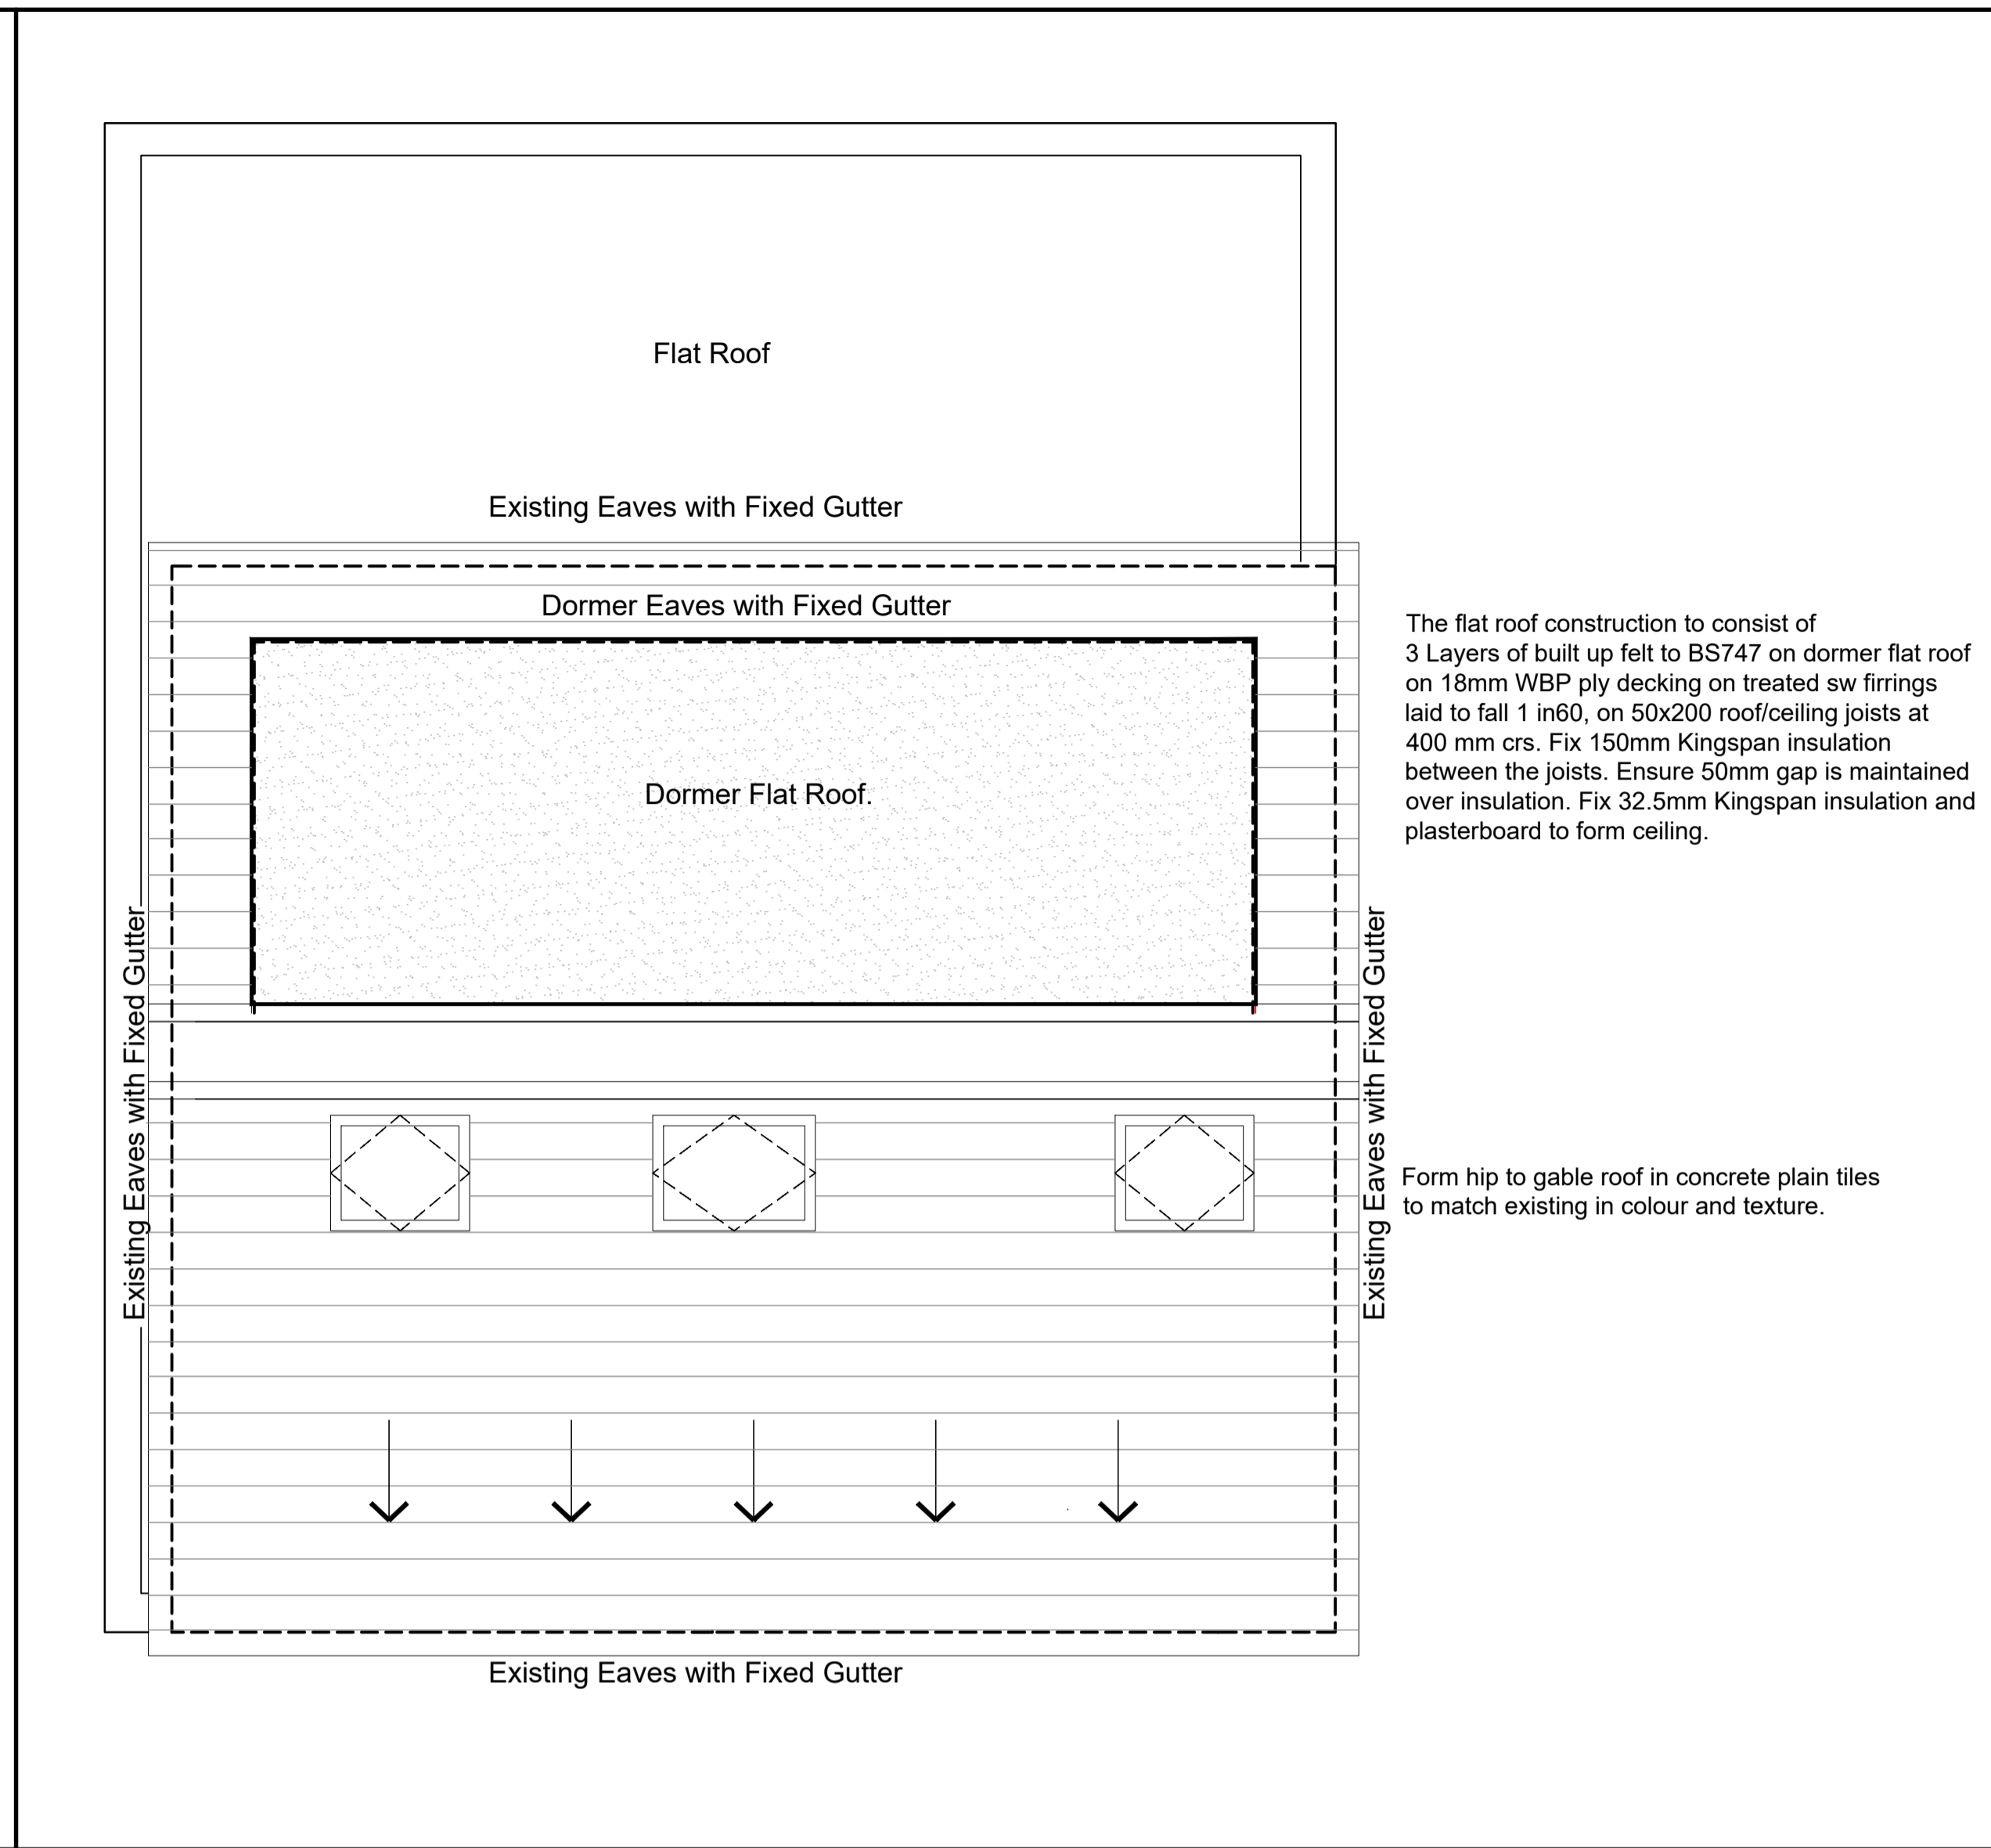 Flat Roof
Existing Eaves with Fixed Gutter
Dormer Eaves with Fixed Gutter
Dormer Flat Roof.
Existing Eaves with Fixed Gutter
Existing Eaves with Fixed Gutter
The flat roof construction to consist of
3 Layers of built up felt to BS747 on dormer flat roof
on 18mm WBP ply decking on treated sw firrings
laid to fall 1 in60, on 50x200 roof/ceiling joists at
400 mm crs. Fix 150mm Kingspan insulation
between the joists. Ensure 50mm gap is maintained
over insulation. Fix 32.5mm Kingspan insulation and
plasterboard to form ceiling.
Form hip to gable roof in concrete plain tiles
to match existing in colour and texture.
Existing Eaves with Fixed Gutter